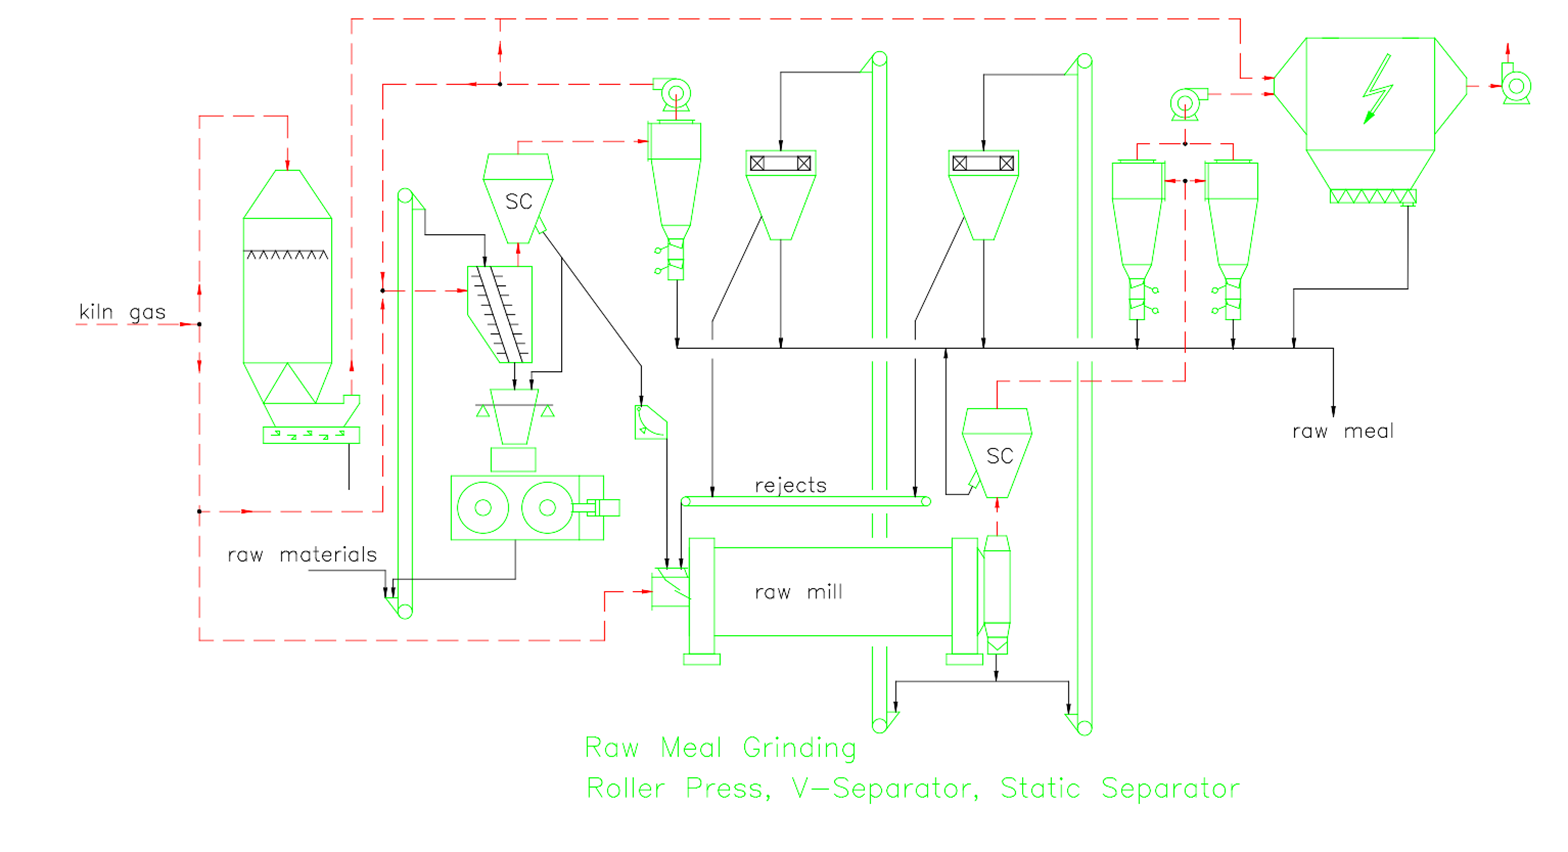 SC
kiln gas
raw meal
SC
rejects
raw materials
raw mill
Raw Meal Grinding
Roller Press, V-Separator, Static Separator